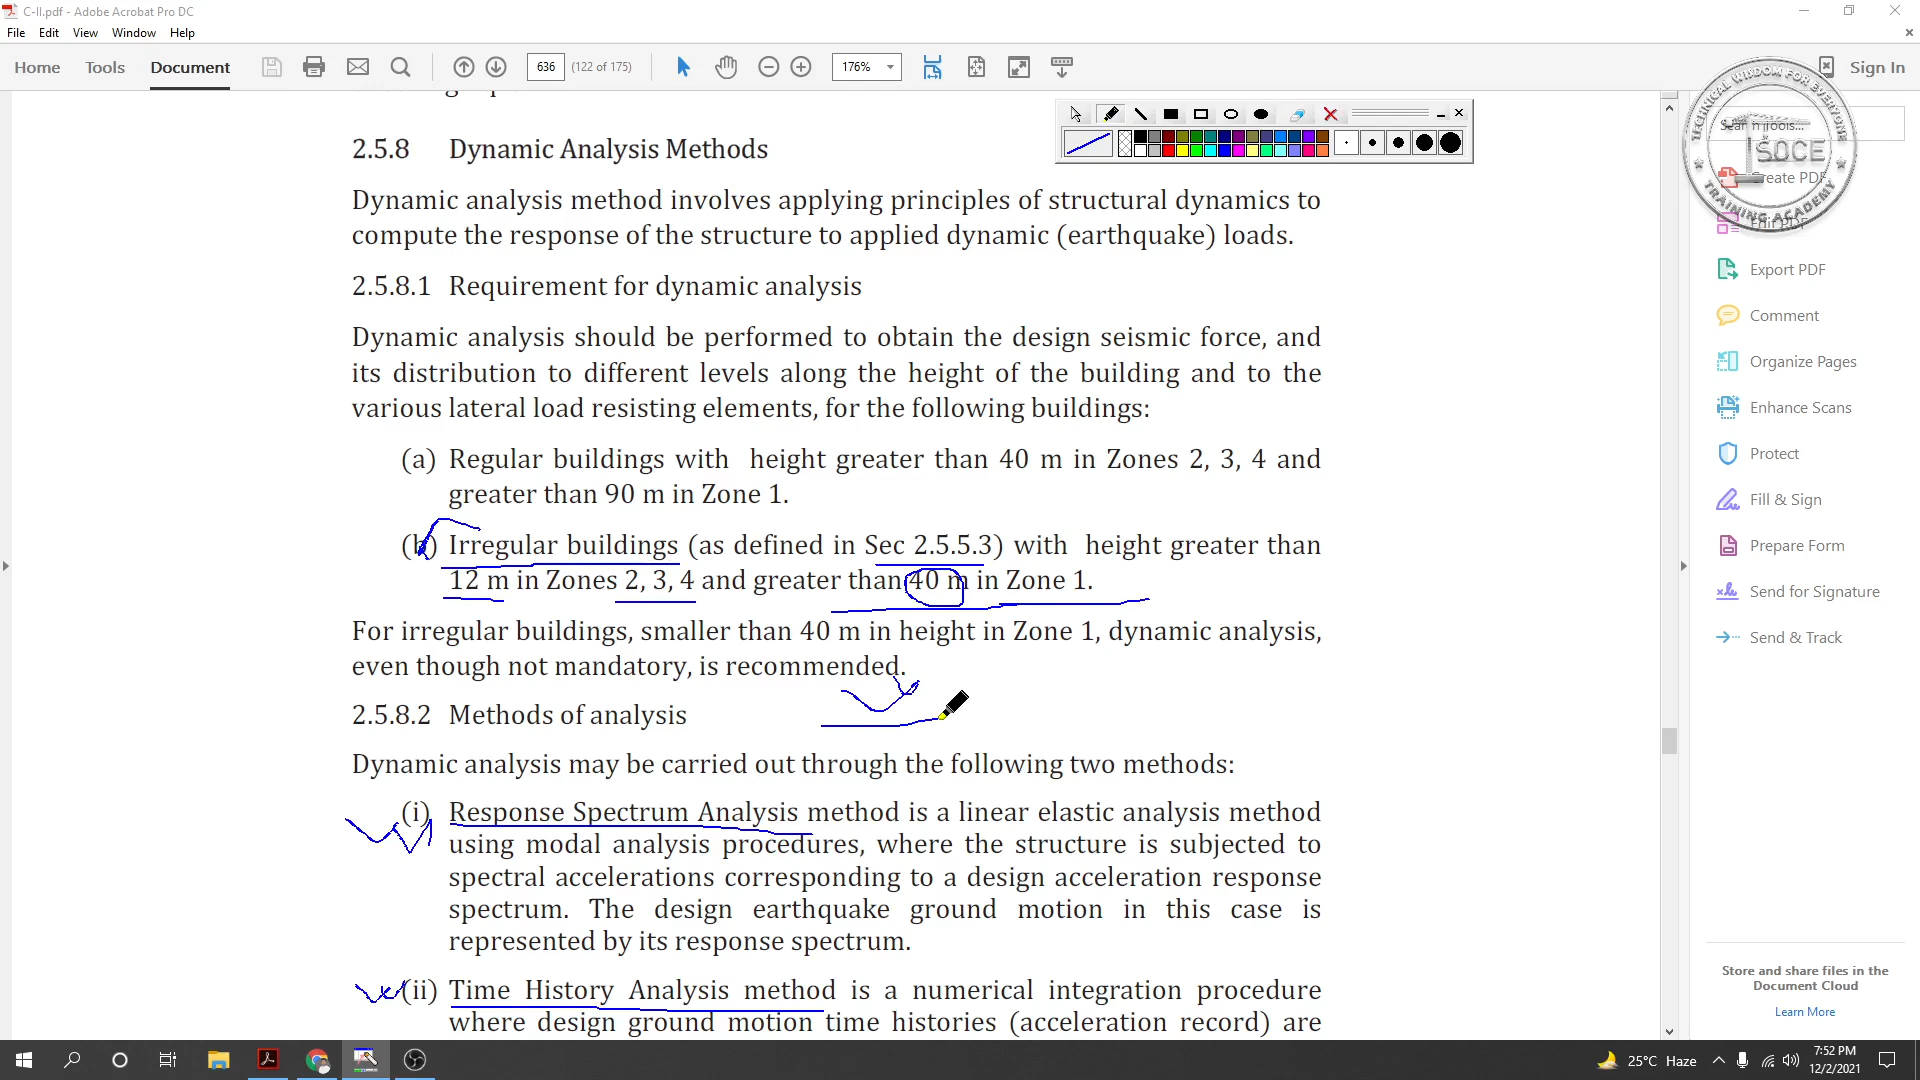 C-II.pdf - Adobe Acrobat Pro DC
File Edit View Window Help
Home Tools Document 636 (122 of 175) 176% Sign In
2.5.8 Dynamic Analysis Methods
Dynamic analysis method involves applying principles of structural dynamics to
compute the response of the structure to applied dynamic (earthquake) loads.
2.5.8.1 Requirement for dynamic analysis
Dynamic analysis should be performed to obtain the design seismic force, and
its distribution to different levels along the height of the building and to the
various lateral load resisting elements, for the following buildings:
(a) Regular buildings with height greater than 40 m in Zones 2, 3, 4 and
greater than 90 m in Zone 1.
(b) Irregular buildings (as defined in Sec 2.5.5.3) with height greater than
12 m in Zones 2, 3, 4 and greater than 40 m in Zone 1.
For irregular buildings, smaller than 40 m in height in Zone 1, dynamic analysis,
even though not mandatory, is recommended.
2.5.8.2 Methods of analysis
Dynamic analysis may be carried out through the following two methods:
(i) Response Spectrum Analysis method is a linear elastic analysis method
using modal analysis procedures, where the structure is subjected to
spectral accelerations corresponding to a design acceleration response
spectrum. The design earthquake ground motion in this case is
represented by its response spectrum.
(ii) Time History Analysis method is a numerical integration procedure
where design ground motion time histories (acceleration record) are
TECHNICAL WISDOM FOR EVERYONE
SDCE
TRAINING ACADEMY
Search Tools...
Create PDF
Edit PDF
Export PDF
Comment
Organize Pages
Enhance Scans
Protect
Fill & Sign
Prepare Form
Send for Signature
Send & Track
Store and share files in the
Document Cloud
Learn More
25°C Haze
7:52 PM
12/2/2021